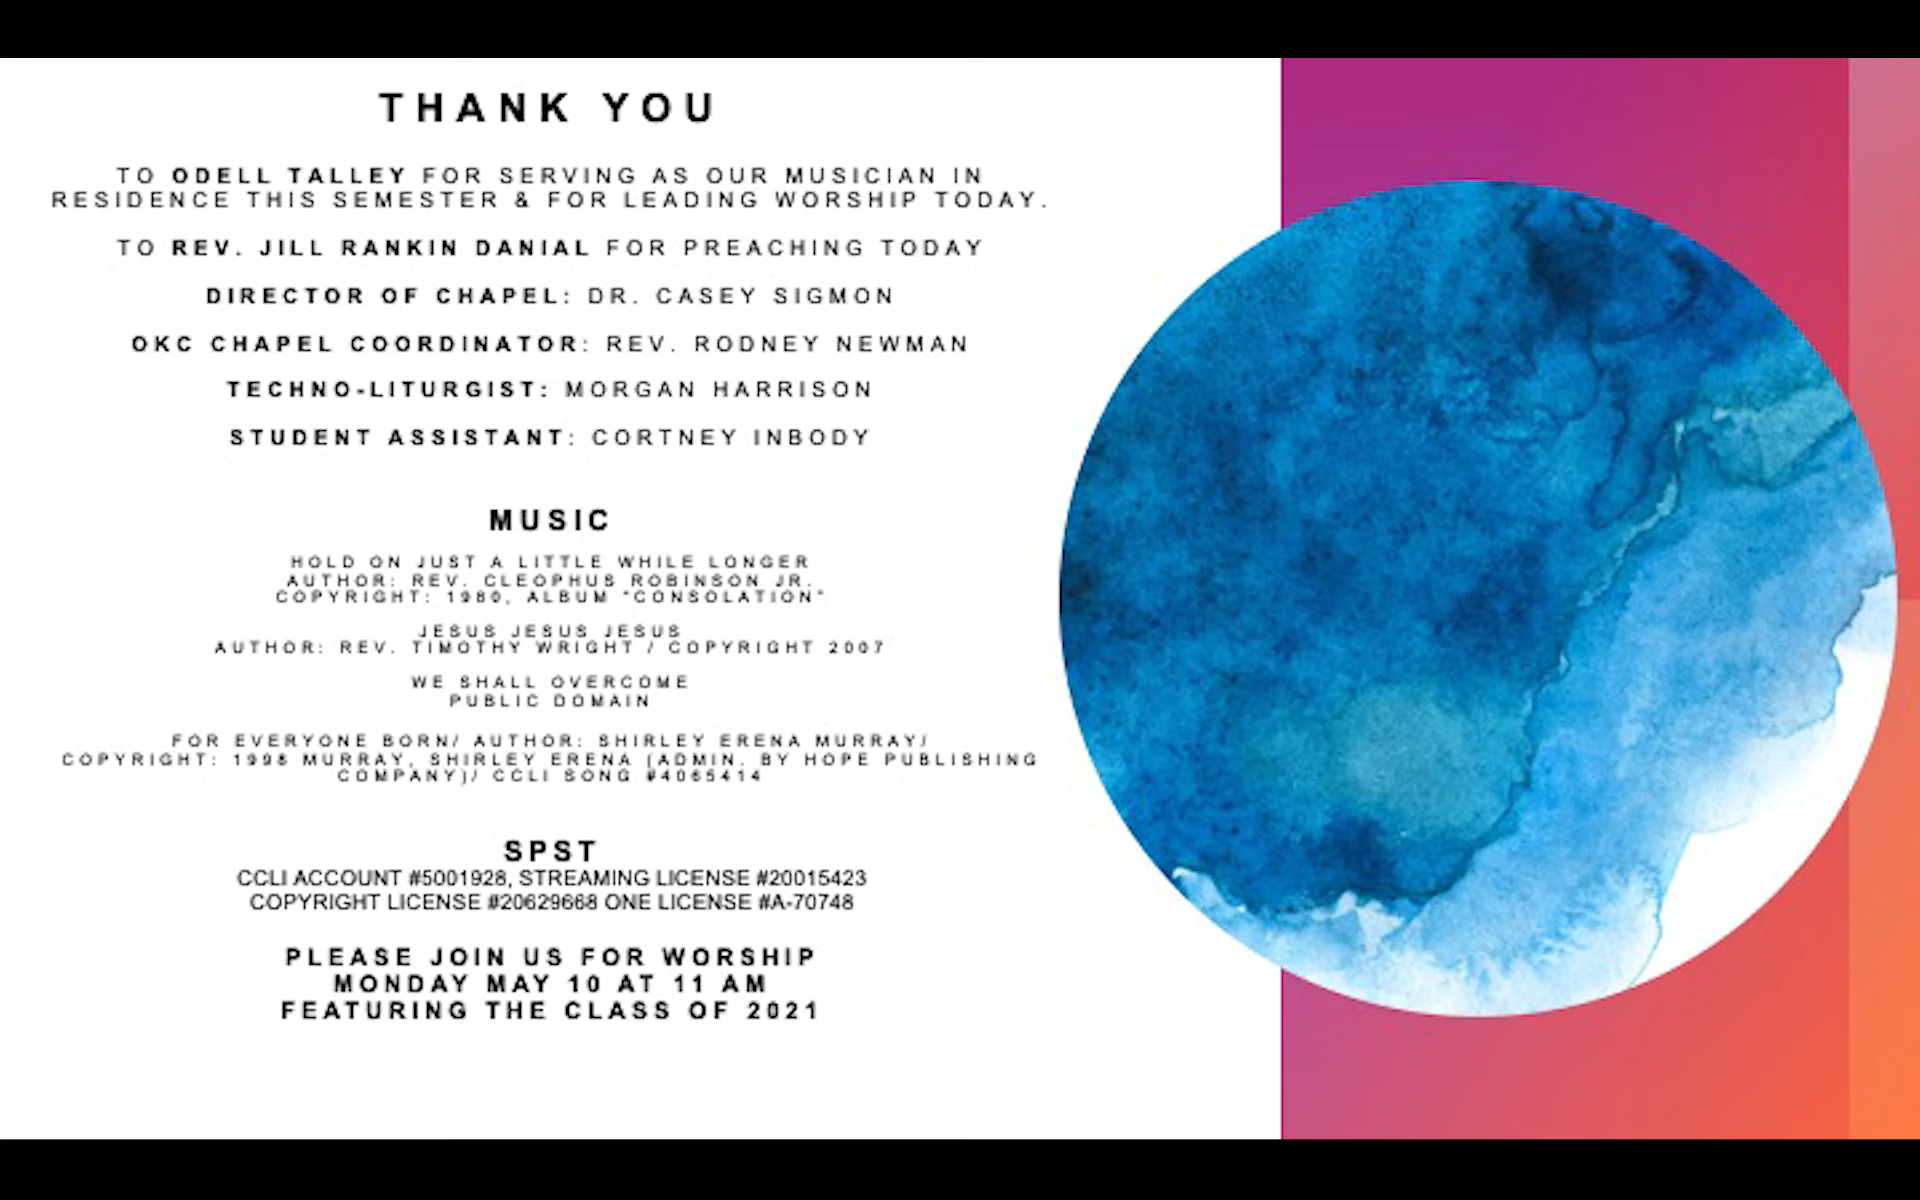 THANK YOU
TO ODELL TALLEY FOR SERVING AS OUR MUSICIAN IN
RESIDENCE THIS SEMESTER & FOR LEADING WORSHIP TODAY.
TO REV. JILL RANKIN DANIAL FOR PREACHING TODAY
DIRECTOR OF CHAPEL: DR. CASEY SIGMON
OKC CHAPEL COORDINATOR: REV. RODNEY NEWMAN
TECHNO-LITURGIST: MORGAN HARRISON
STUDENT ASSISTANT: CORTNEY INBODY
MUSIC
HOLD ON JUST A LITTLE WHILE LONGER
AUTHOR: REV. CLEOPHUS ROBINSON JR.
COPYRIGHT: 1980, ALBUM "CONSOLATION"
JESUS JESUS JESUS
AUTHOR: REV. TIMOTHY WRIGHT / COPYRIGHT 2007
WE SHALL OVERCOME
PUBLIC DOMAIN
FOR EVERYONE BORN/ AUTHOR: SHIRLEY ERENA MURRAY/
COPYRIGHT: 1998 MURRAY, SHIRLEY ERENA (ADMIN. BY HOPE PUBLISHING
COMPANY)/ CCLI SONG #4065414
SPST
CCLI ACCOUNT #5001928, STREAMING LICENSE #20015423
COPYRIGHT LICENSE #20629668 ONE LICENSE #A-70748
PLEASE JOIN US FOR WORSHIP
MONDAY MAY 10 AT 11 AM
FEATURING THE CLASS OF 2021